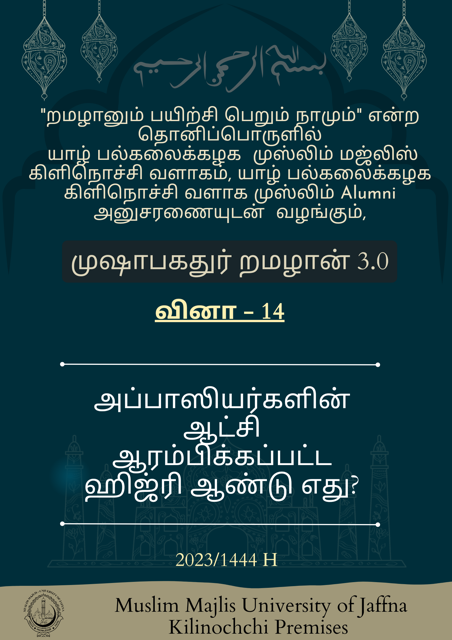 بسم الله الرحمن الرحيم
"றமழானும் பயிற்சி பெறும் நாமும்" என்ற
தொனிப்பொருளில்
யாழ் பல்கலைக்கழக முஸ்லிம் மஜ்லிஸ்
கிளிநொச்சி வளாகம், யாழ் பல்கலைக்கழக
கிளிநொச்சி வளாக முஸ்லிம் Alumni
அனுசரணையுடன் வழங்கும்,
முஷாபகதுர் றமழான் 3.0
வினா - 14
அப்பாஸியர்களின்
ஆட்சி
ஆரம்பிக்கப்பட்ட
ஹிஜ்ரி ஆண்டு எது?
2023/1444 H
Muslim Majlis University of Jaffna
Kilinochchi Premises